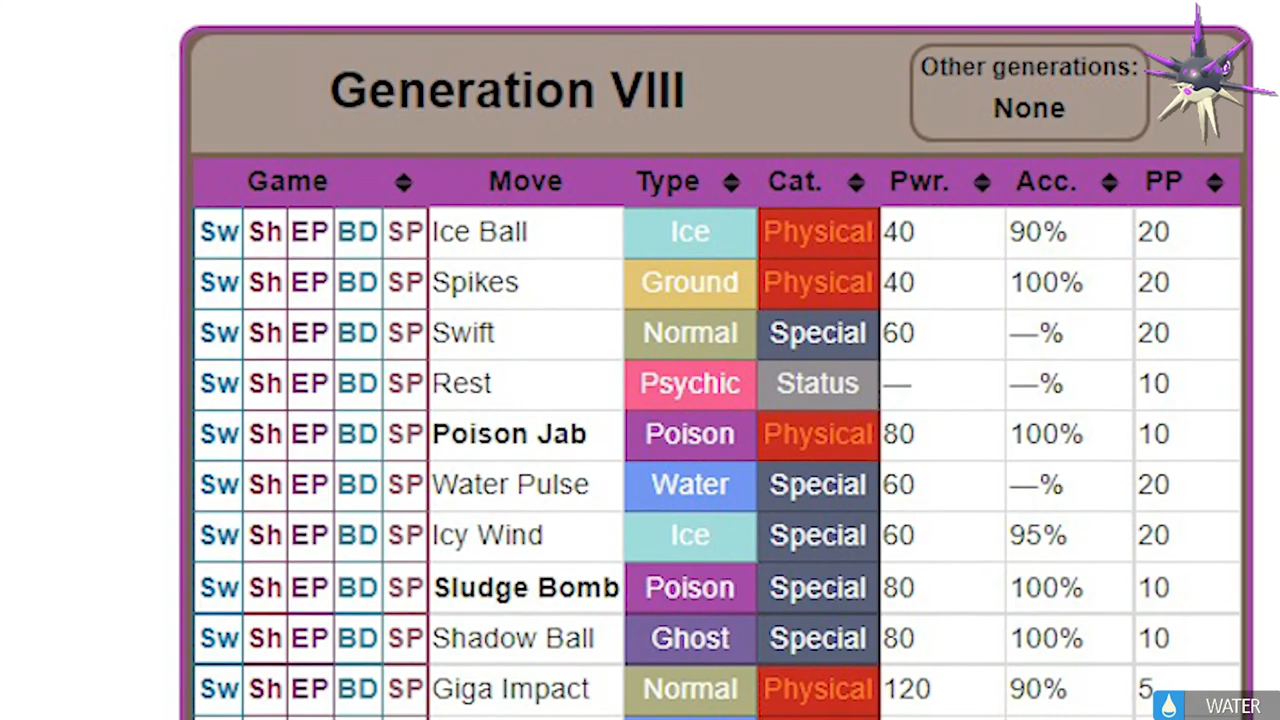 Generation VIII
Other generations:
None
Game Move Type Cat. Pwr. Acc. PP
Sw Sh EP BD SP Ice Ball Ice Physical 40 90% 20
Sw Sh EP BD SP Spikes Ground Physical 40 100% 20
Sw Sh EP BD SP Swift Normal Special 60 —% 20
Sw Sh EP BD SP Rest Psychic Status — —% 10
Sw Sh EP BD SP Poison Jab Poison Physical 80 100% 10
Sw Sh EP BD SP Water Pulse Water Special 60 —% 20
Sw Sh EP BD SP Icy Wind Ice Special 60 95% 20
Sw Sh EP BD SP Sludge Bomb Poison Special 80 100% 10
Sw Sh EP BD SP Shadow Ball Ghost Special 80 100% 10
Sw Sh EP BD SP Giga Impact Normal Physical 120 90% 5
WATER